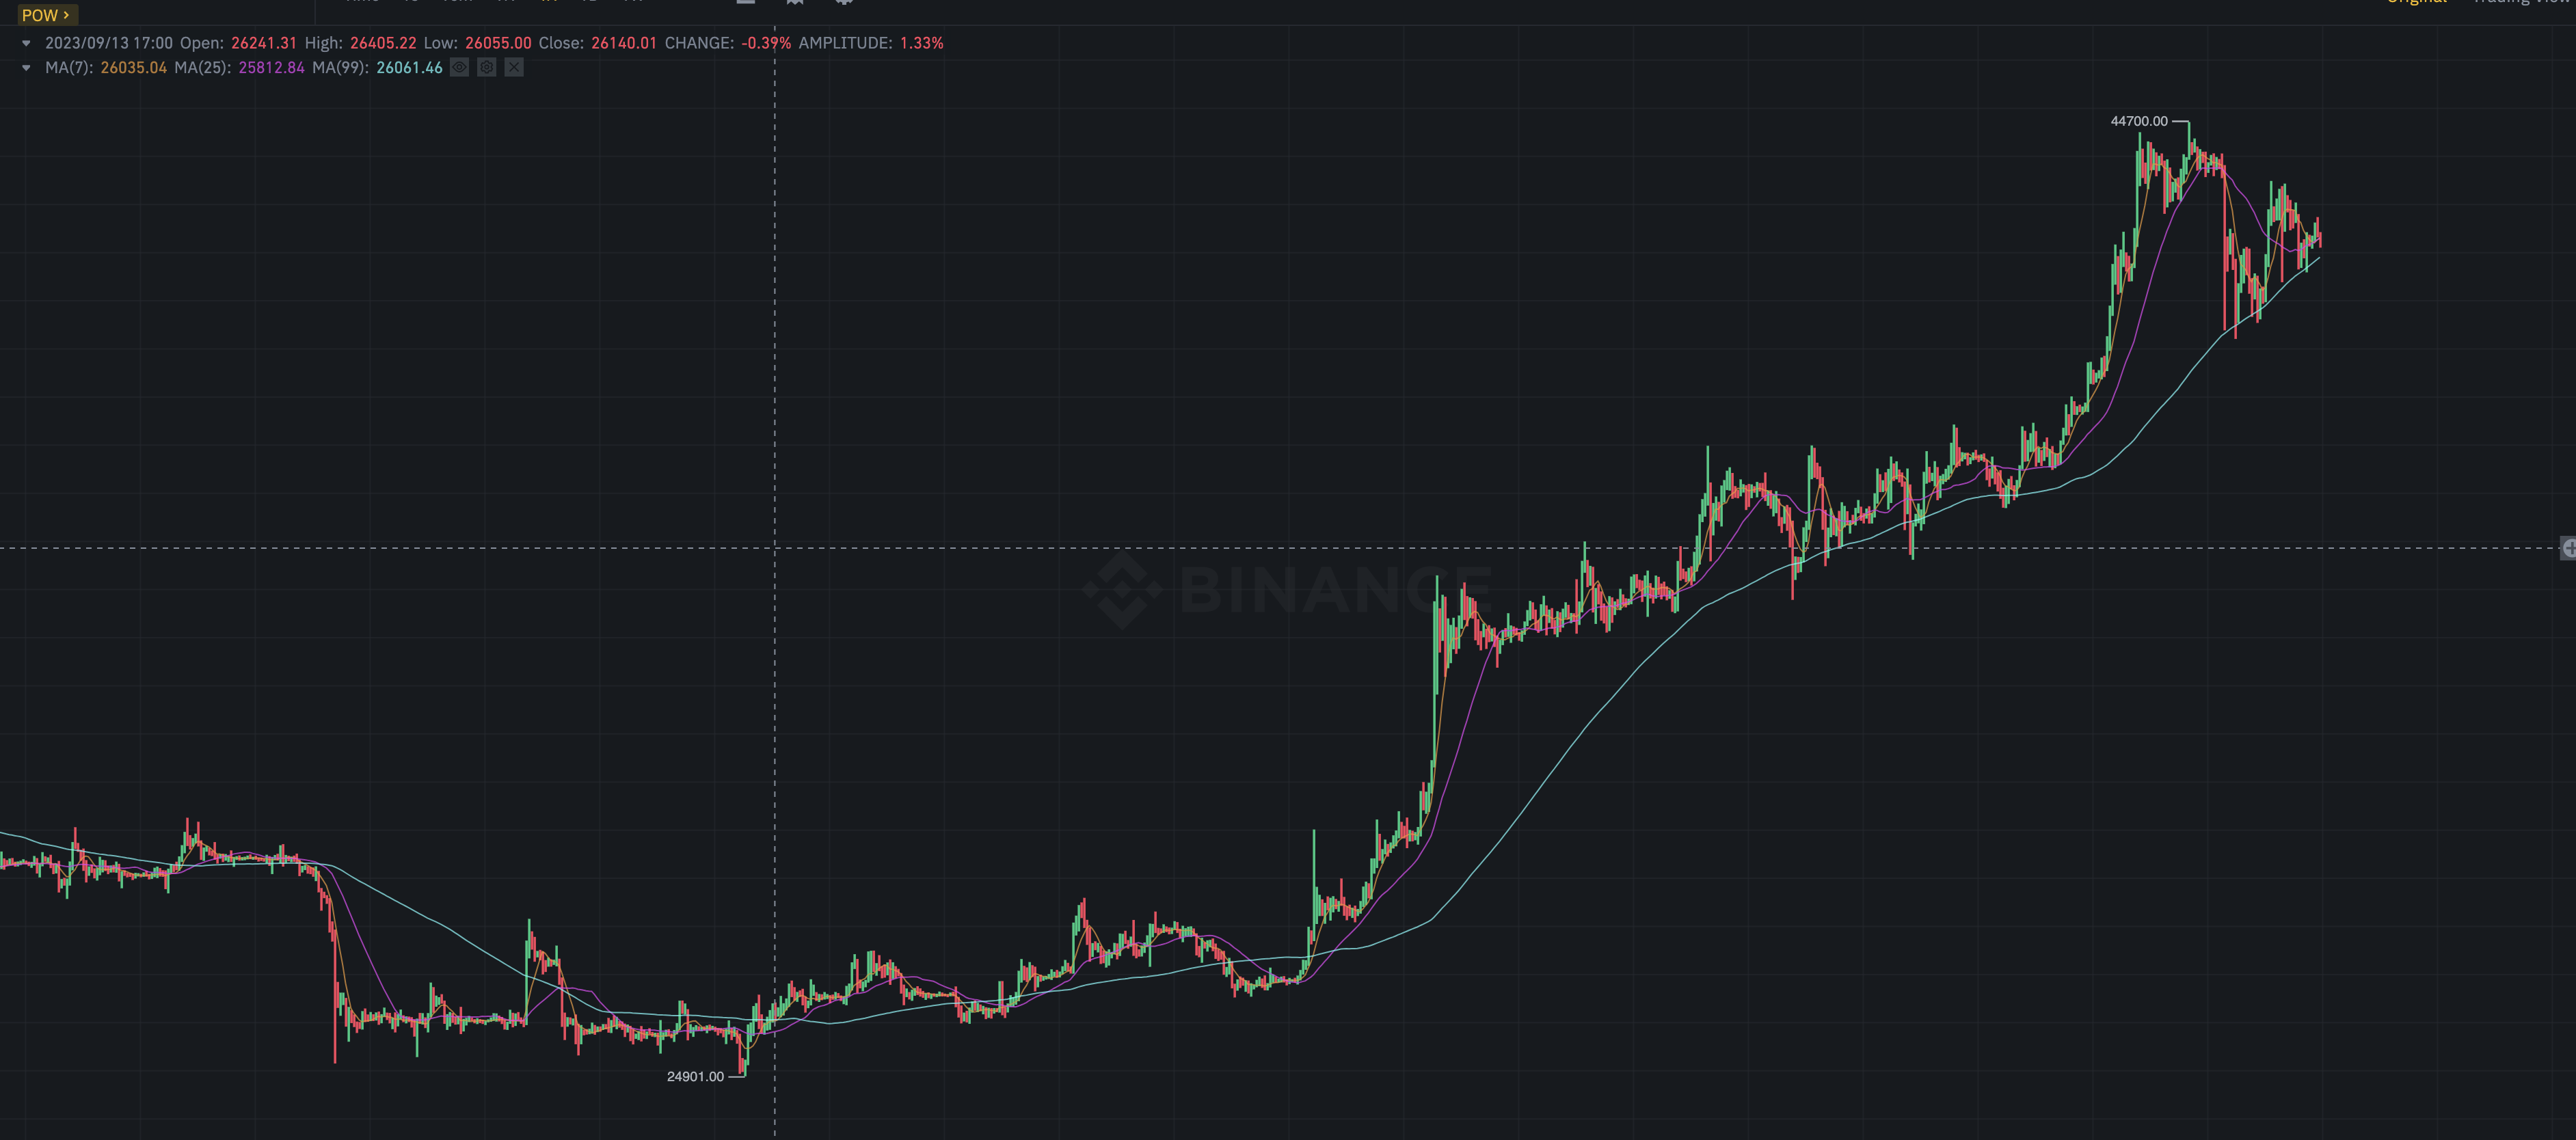 POW ›
Original
2023/09/13 17:00 Open: 26241.31 High: 26405.22 Low: 26055.00 Close: 26140.01 CHANGE: -0.39% AMPLITUDE: 1.33%
MA(7): 26035.04 MA(25): 25812.84 MA(99): 26061.46
44700.00
BINANCE
24901.00